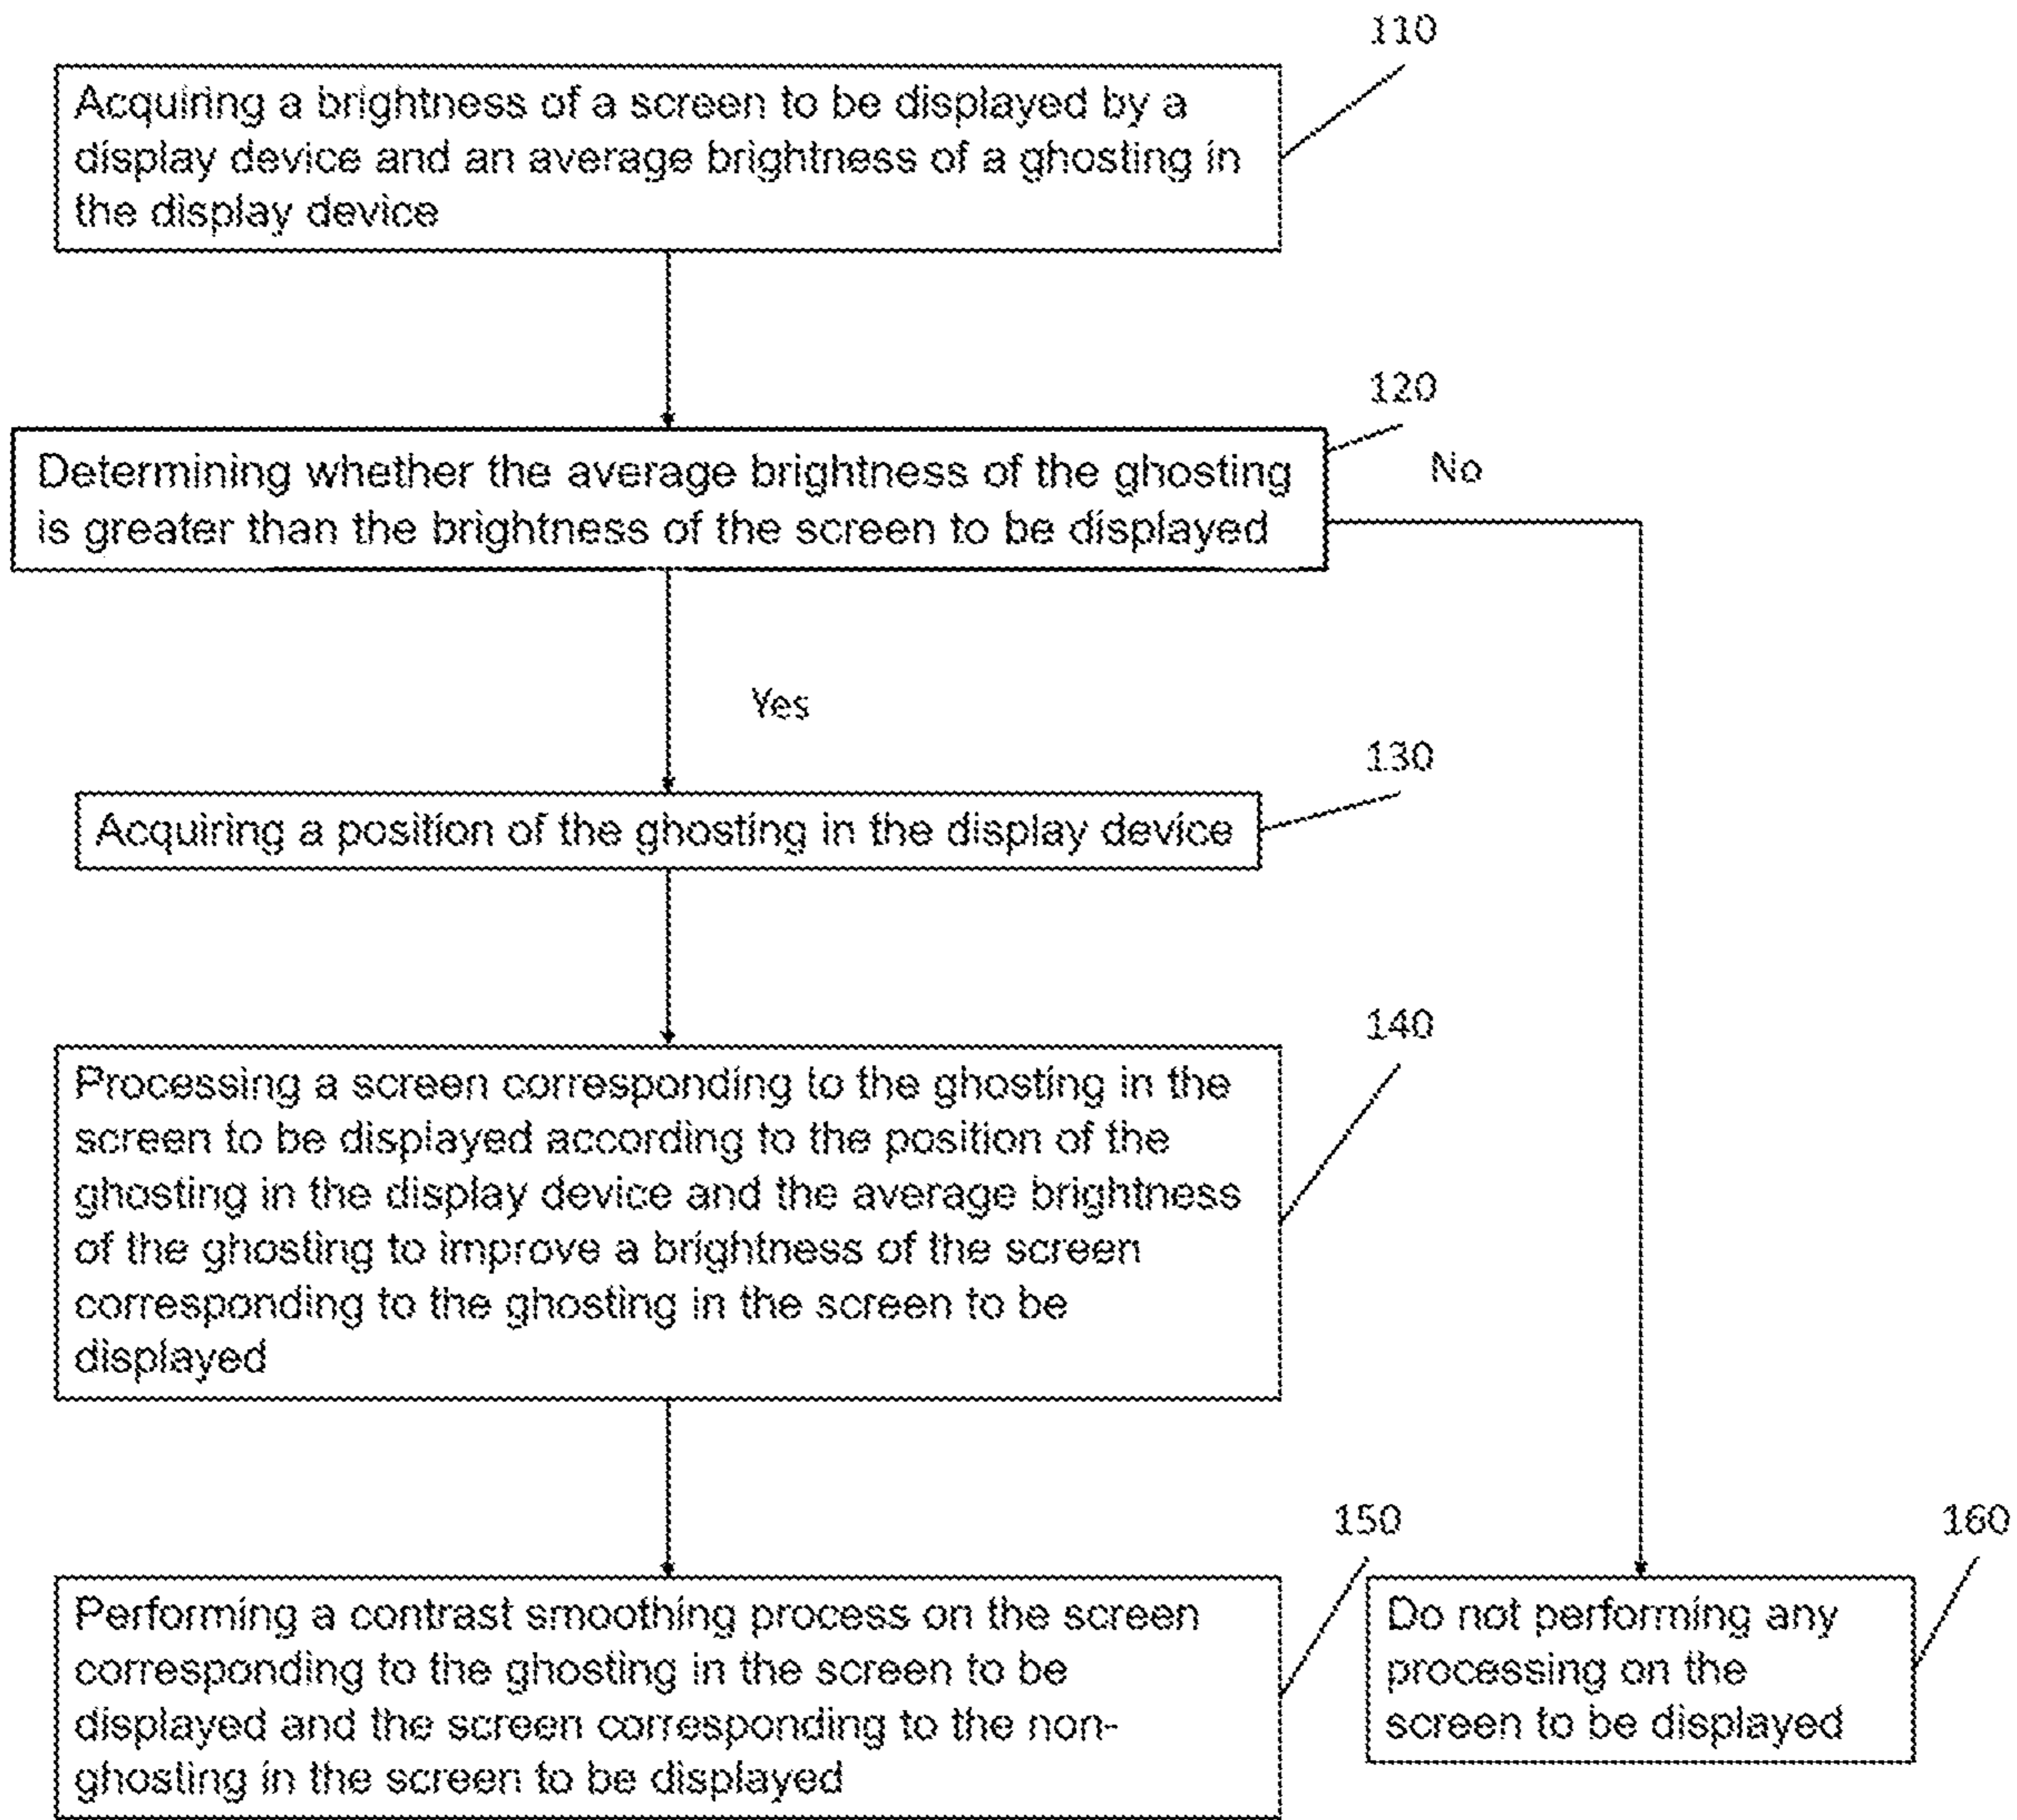 110
Acquiring a brightness of a screen to be displayed by a
display device and an average brightness of a ghosting in
the display device
120
Determining whether the average brightness of the ghosting
is greater than the brightness of the screen to be displayed
No
Yes
130
Acquiring a position of the ghosting in the display device
140
Processing a screen corresponding to the ghosting in the
screen to be displayed according to the position of the
ghosting in the display device and the average brightness
of the ghosting to improve a brightness of the screen
corresponding to the ghosting in the screen to be
displayed
150
Performing a contrast smoothing process on the screen
corresponding to the ghosting in the screen to be
displayed and the screen corresponding to the non-
ghosting in the screen to be displayed
160
Do not performing any
processing on the
screen to be displayed